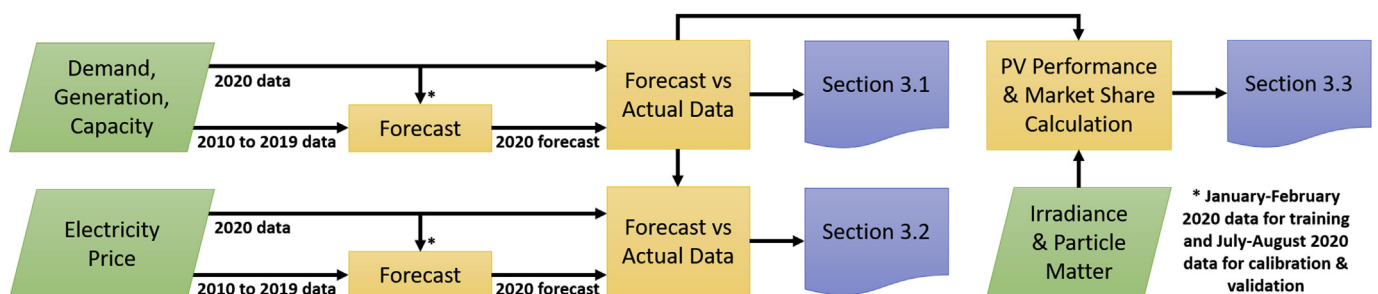 Demand,
Generation,
Capacity
2020 data
*
2010 to 2019 data
Forecast
2020 forecast
Forecast vs
Actual Data
Section 3.1
PV Performance
& Market Share
Calculation
Section 3.3
Electricity
Price
2020 data
*
2010 to 2019 data
Forecast
2020 forecast
Forecast vs
Actual Data
Section 3.2
Irradiance
& Particle
Matter
* January-February
2020 data for training
and July-August 2020
data for calibration &
validation